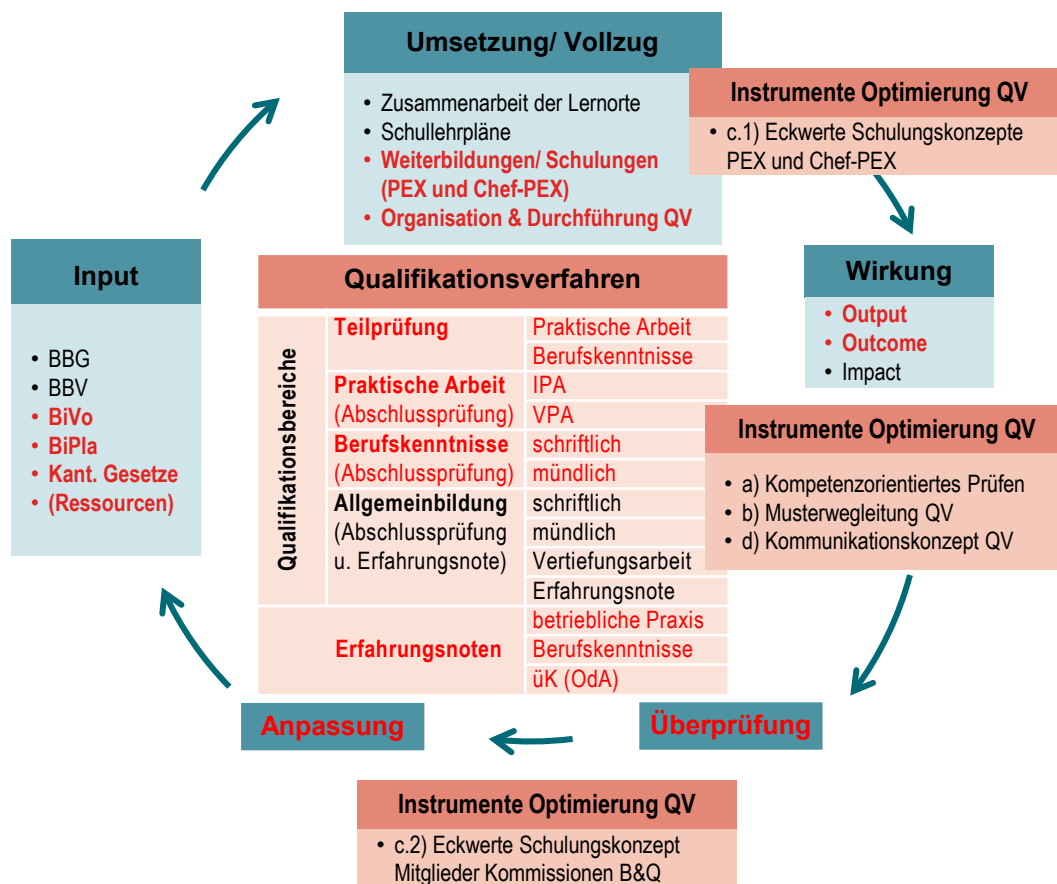 Umsetzung/ Vollzug
• Zusammenarbeit der Lernorte
• Schullehrpläne
• Weiterbildungen/ Schulungen
(PEX und Chef-PEX)
• Organisation & Durchführung QV
Instrumente Optimierung QV
• c.1) Eckwerte Schulungskonzepte
PEX und Chef-PEX
Input
• BBG
• BBV
• BiVo
• BiPla
• Kant. Gesetze
• (Ressourcen)
Wirkung
• Output
• Outcome
• Impact
Qualifikationsverfahren
Qualifikationsbereiche
Teilprüfung
Praktische Arbeit
Berufskenntnisse
Praktische Arbeit
(Abschlussprüfung)
IPA
VPA
Berufskenntnisse
(Abschlussprüfung)
schriftlich
mündlich
Allgemeinbildung
(Abschlussprüfung
u. Erfahrungsnote)
schriftlich
mündlich
Vertiefungsarbeit
Erfahrungsnote
Erfahrungsnoten
betriebliche Praxis
Berufskenntnisse
üK (OdA)
Instrumente Optimierung QV
• a) Kompetenzorientiertes Prüfen
• b) Musterwegleitung QV
• d) Kommunikationskonzept QV
Anpassung
Überprüfung
Instrumente Optimierung QV
• c.2) Eckwerte Schulungskonzept
Mitglieder Kommissionen B&Q